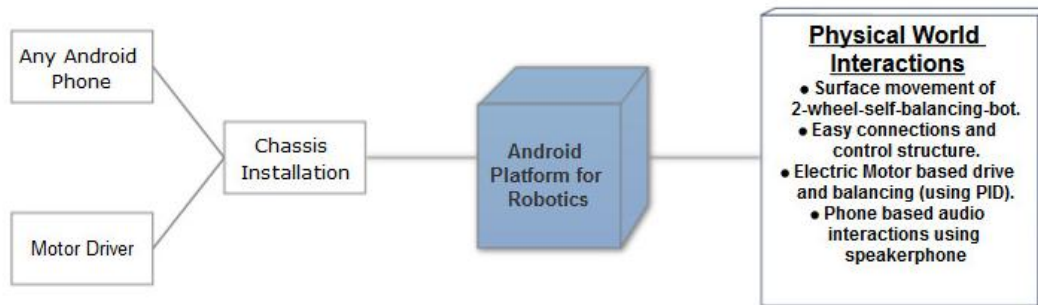 Any Android
Phone
Motor Driver
Chassis
Installation
Android
Platform for
Robotics
Physical World
Interactions
● Surface movement of
2-wheel-self-balancing-bot.
● Easy connections and
control structure.
● Electric Motor based drive
and balancing (using PID).
● Phone based audio
interactions using
speakerphone